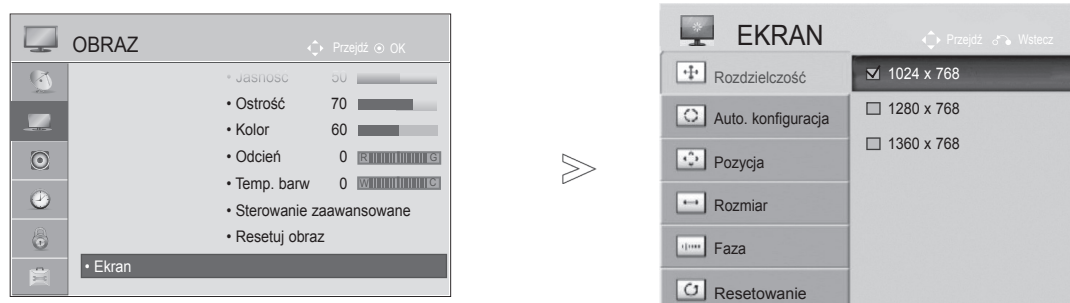 OBRAZ
Przejdź OK
• Jasność 50
• Ostrość 70
• Kolor 60
• Odcień 0 R G
• Temp. barw 0 W C
• Sterowanie zaawansowane
• Resetuj obraz
• Ekran
EKRAN
Przejdź Wstecz
Rozdzielczość
Auto. konfiguracja
Pozycja
Rozmiar
Faza
Resetowanie
1024 x 768
1280 x 768
1360 x 768